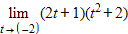 lim (2t + 1)(t² + 2)
t→(−2)